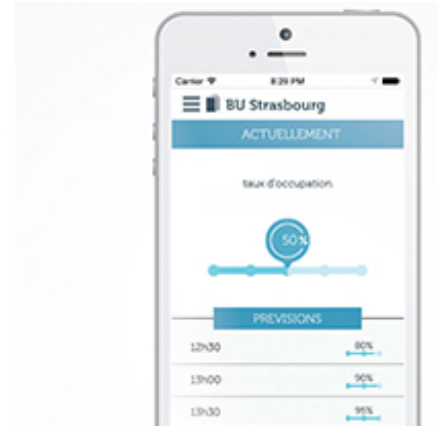 Carrier 8:29 PM
BU Strasbourg
ACTUELLEMENT
taux d'occupation
50%
PREVISIONS
12h30 80%
13h00 90%
13h30 95%